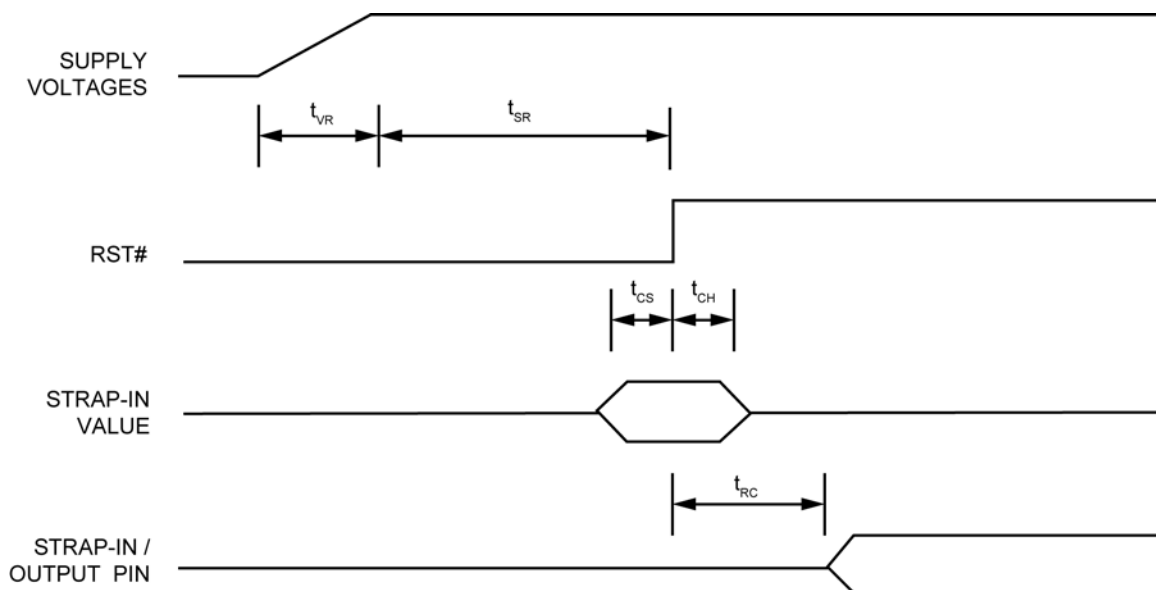 SUPPLY
VOLTAGES
tVR
tSR
RST#
tCS
tCH
STRAP-IN
VALUE
tRC
STRAP-IN /
OUTPUT PIN